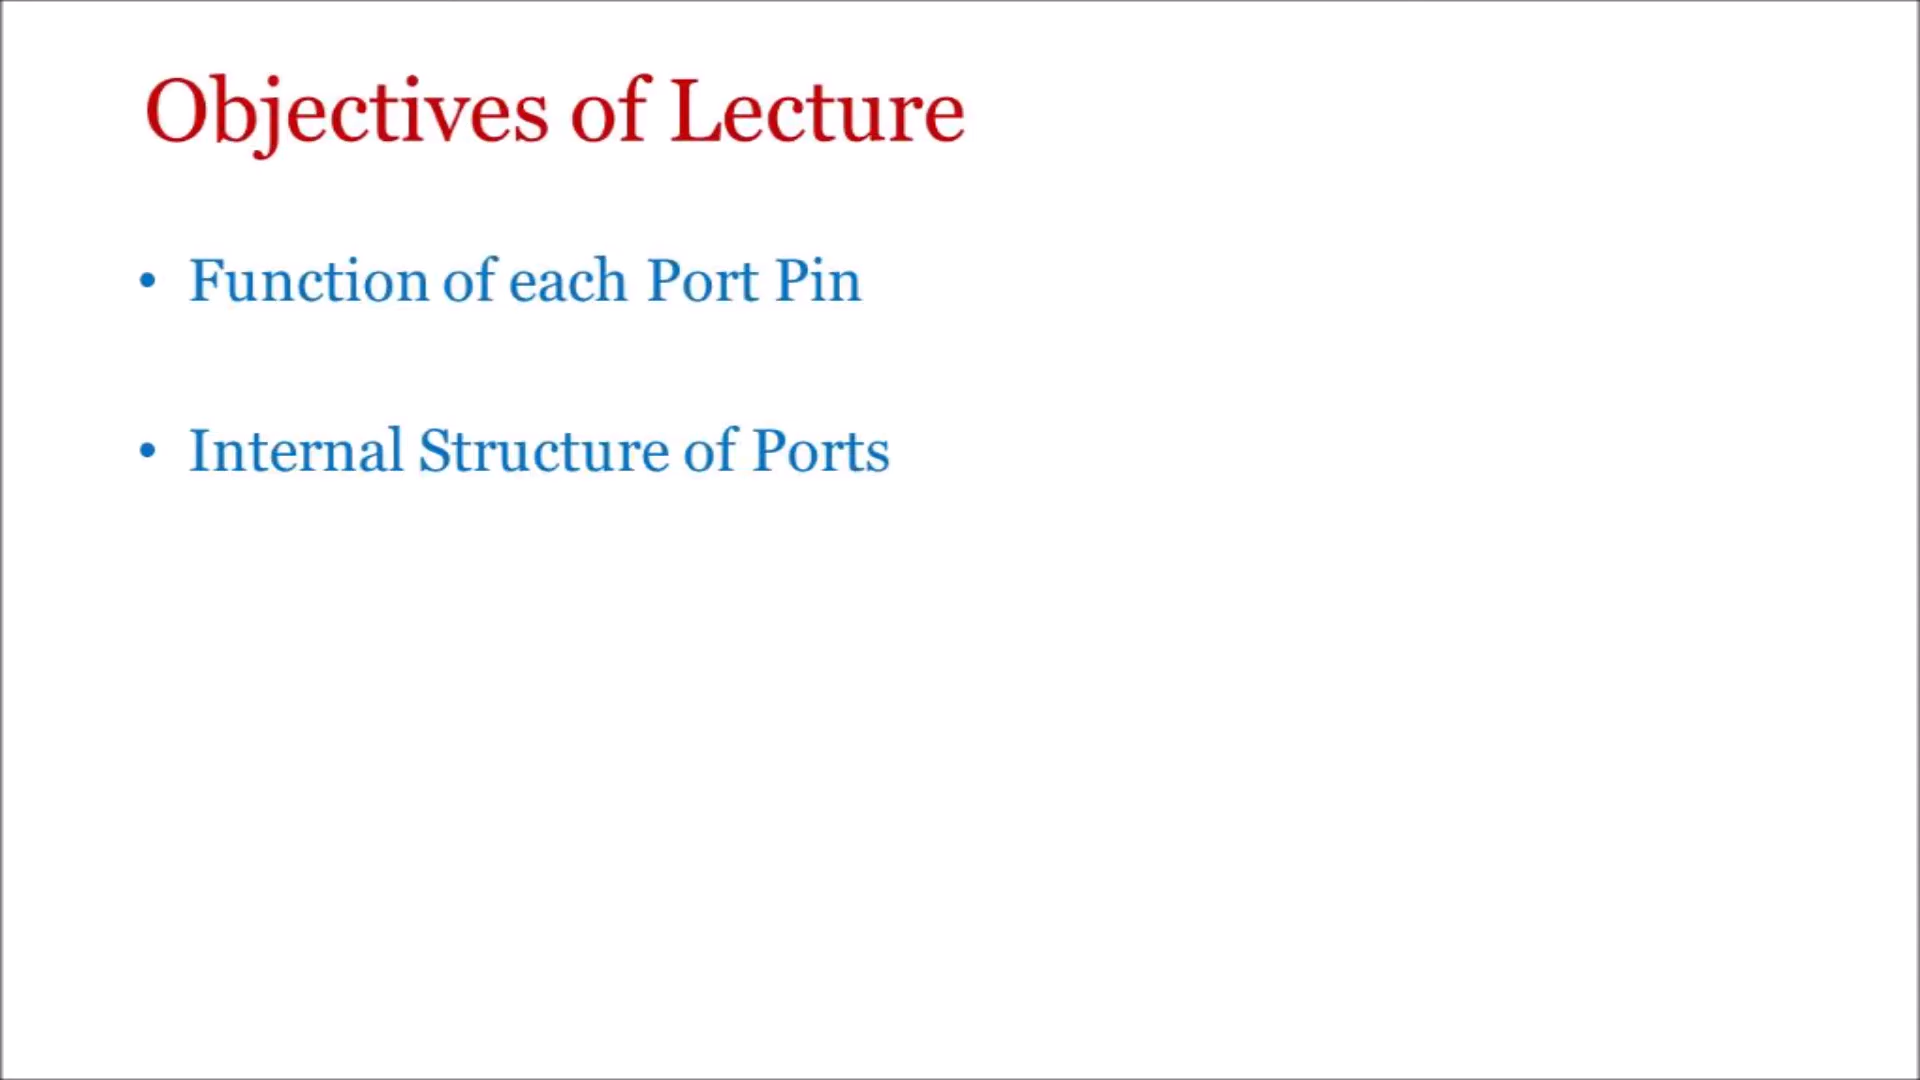 Objectives of Lecture
• Function of each Port Pin
• Internal Structure of Ports